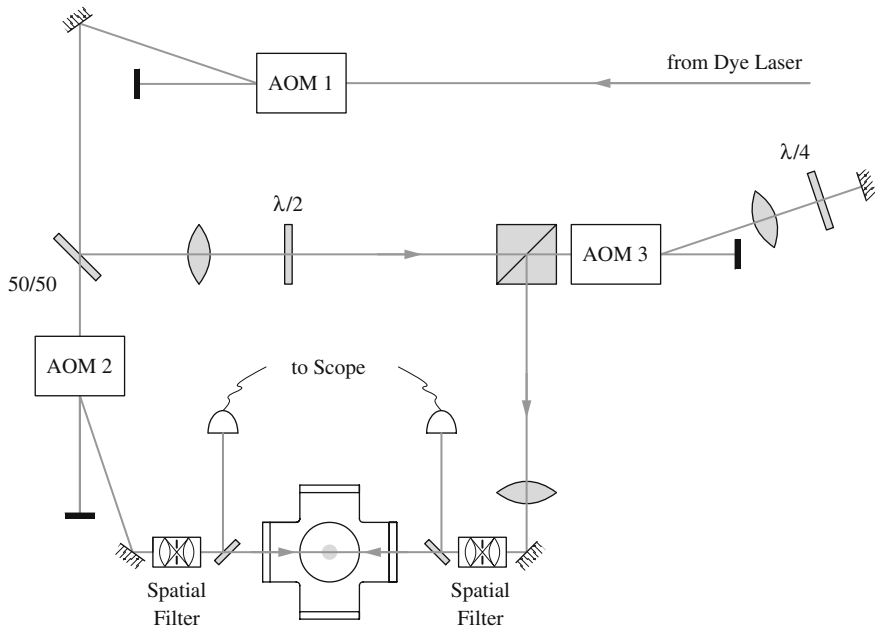 from Dye Laser
AOM 1
λ/4
λ/2
AOM 3
50/50
AOM 2
to Scope
Spatial
Filter
Spatial
Filter